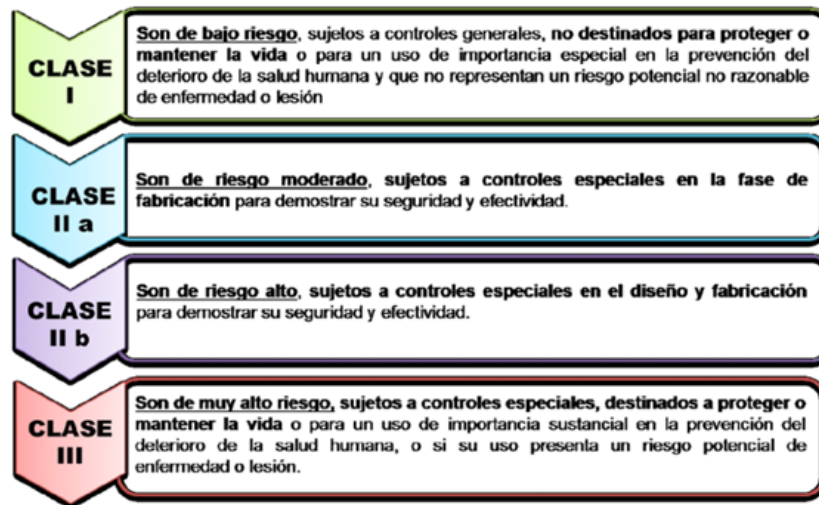 CLASE
I
Son de bajo riesgo, sujetos a controles generales, no destinados para proteger o
mantener la vida o para un uso de importancia especial en la prevención del
deterioro de la salud humana y que no representan un riesgo potencial no razonable
de enfermedad o lesión
CLASE
II a
Son de riesgo moderado, sujetos a controles especiales en la fase de
fabricación para demostrar su seguridad y efectividad.
CLASE
II b
Son de riesgo alto, sujetos a controles especiales en el diseño y fabricación
para demostrar su seguridad y efectividad.
CLASE
III
Son de muy alto riesgo, sujetos a controles especiales, destinados a proteger o
mantener la vida o para un uso de importancia sustancial en la prevención del
deterioro de la salud humana, o si su uso presenta un riesgo potencial de
enfermedad o lesión.